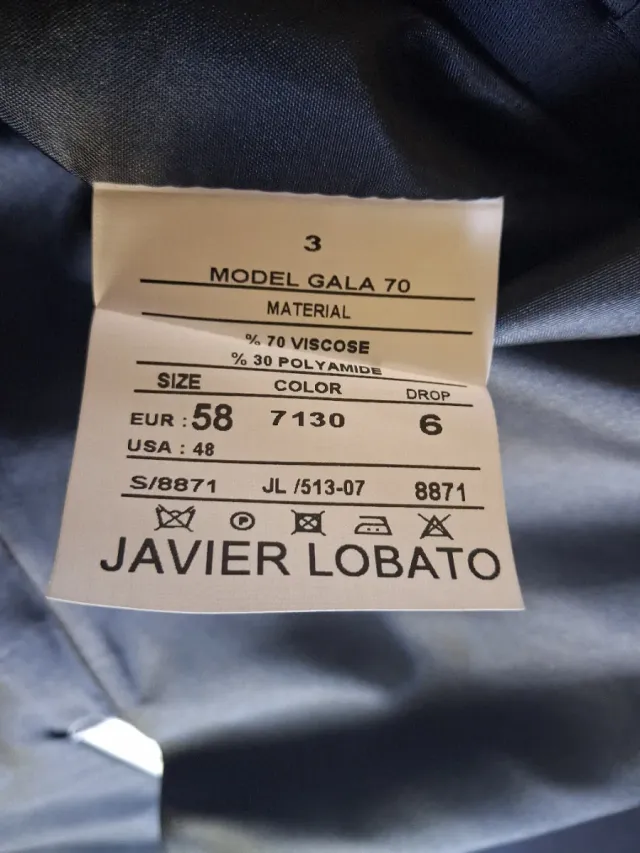 3
MODEL GALA 70
MATERIAL
% 70 VISCOSE
% 30 POLYAMIDE
SIZE COLOR DROP
EUR : 58 7130 6
USA : 48
S/8871 JL /513-07 8871
P
JAVIER LOBATO